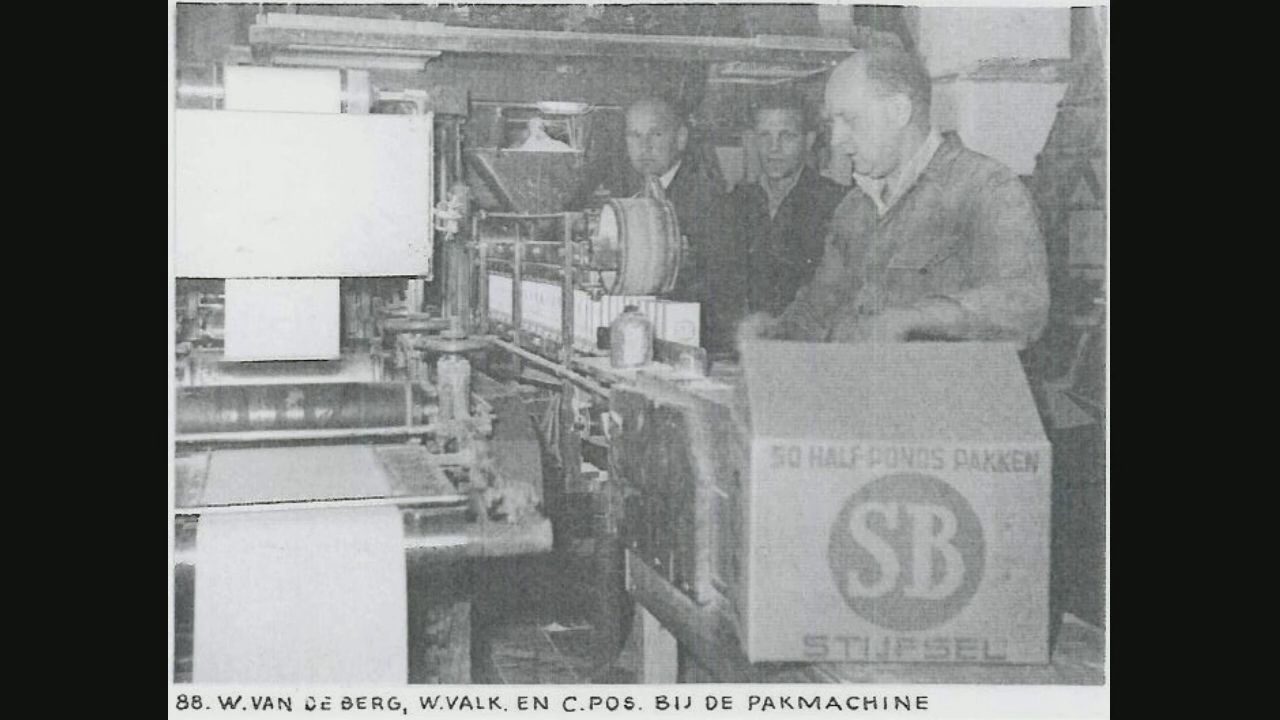 50 HALF-PONDS PAKKEN
SB
STIJFSEL
88. W. VAN DE BERG, W. VALK. EN C. POS. BIJ DE PAKMACHINE